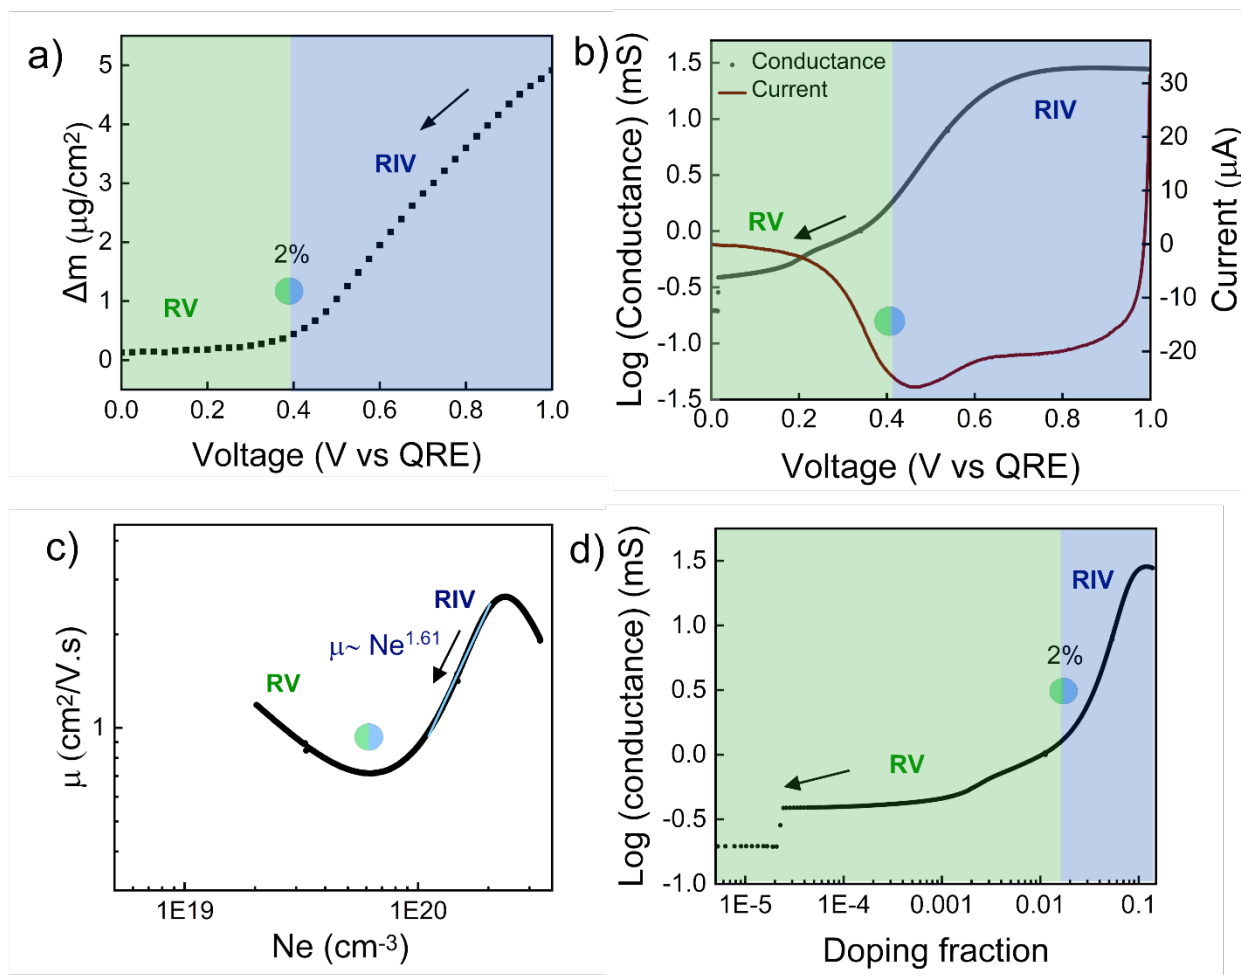 a)
Δm (µg/cm²)
5
4
3
2
1
0
2%
RIV
RV
0.0 0.2 0.4 0.6 0.8 1.0
Voltage (V vs QRE)
b)
Log (Conductance) (mS)
1.5
1.0
0.5
0.0
-0.5
-1.0
-1.5
Conductance
Current
RIV
RV
30
20
10
0
-10
-20
Current (µA)
0.0 0.2 0.4 0.6 0.8 1.0
Voltage (V vs QRE)
c)
µ (cm²/V.s)
1
RIV
µ~ Ne^1.61
RV
1E19 1E20
Ne (cm⁻³)
d)
Log (conductance) (mS)
1.5
1.0
0.5
0.0
-0.5
-1.0
RIV
2%
RV
1E-5 1E-4 0.001 0.01 0.1
Doping fraction